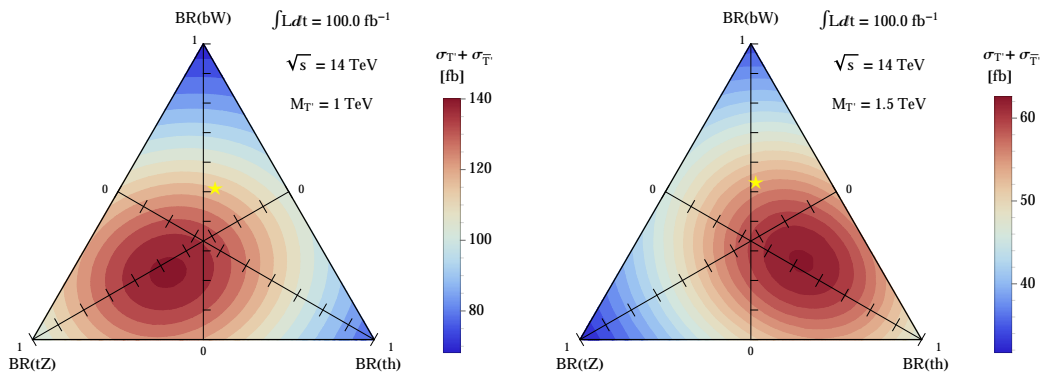 BR(bW)
∫L dt = 100.0 fb⁻¹
1
√s = 14 TeV
σ_T' + σ_T̅'
[fb]
M_T' = 1 TeV
140
120
100
80
0
0
1
0
1
BR(tZ)
BR(th)
BR(bW)
∫L dt = 100.0 fb⁻¹
1
√s = 14 TeV
σ_T' + σ_T̅'
[fb]
M_T' = 1.5 TeV
60
50
40
0
0
1
0
1
BR(tZ)
BR(th)